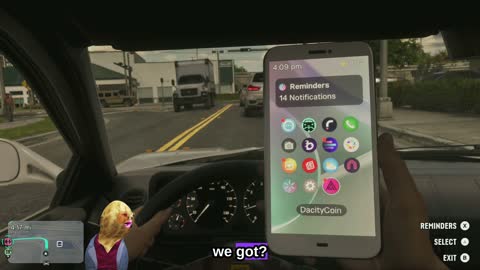 4:09 pm
Reminders
14 Notifications
DacityCoin
REMINDERS X
SELECT
EXIT B
we got?